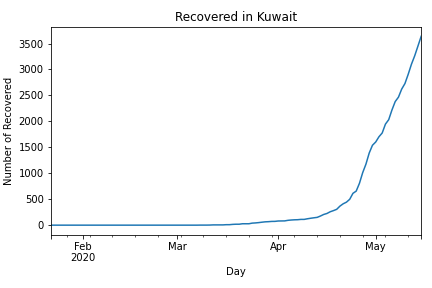 Recovered in Kuwait
Number of Recovered
3500
3000
2500
2000
1500
1000
500
0
Feb
2020
Mar
Apr
May
Day